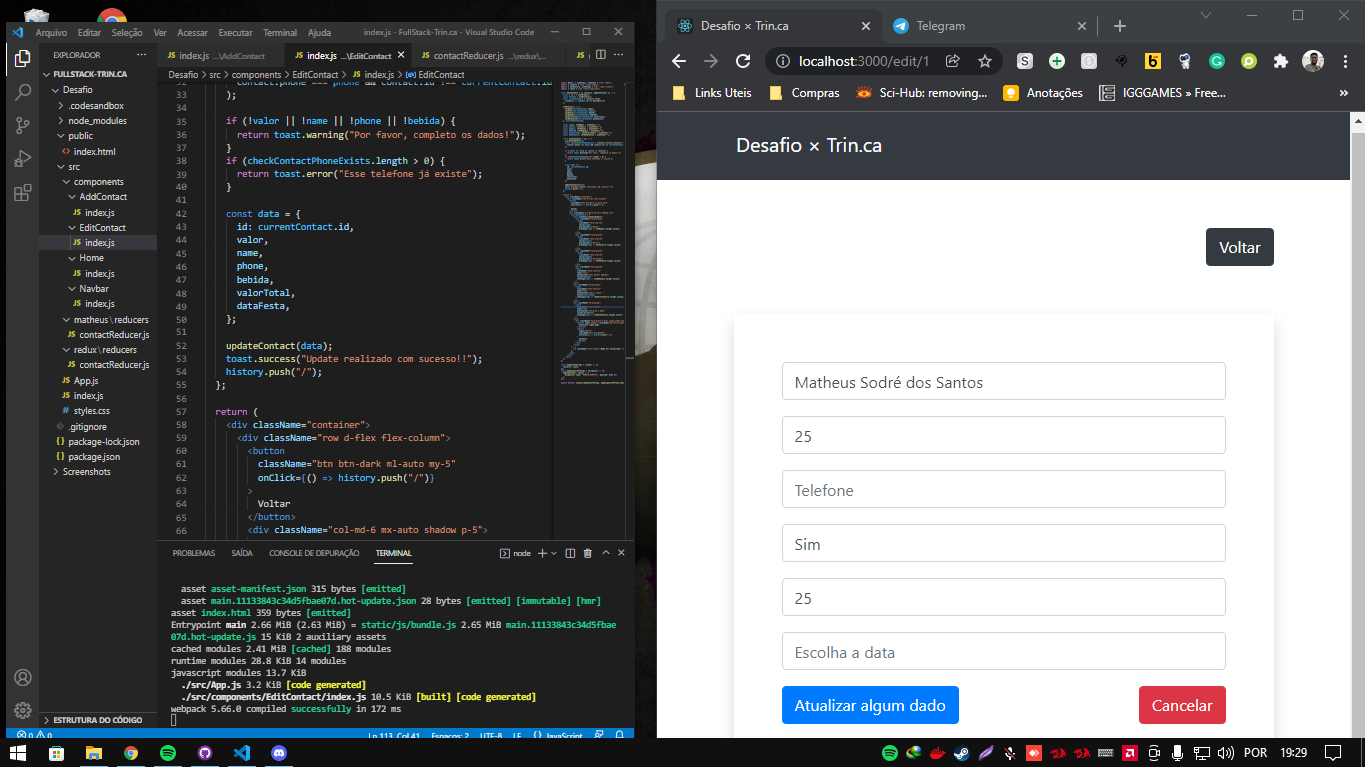 Arquivo Editar Seleção Ver Acessar Executar Terminal Ajuda index.js - FullStack-Trin.ca - Visual Studio Code
EXPLORADOR ...
FULLSTACK-TRIN.CA
Desafio
.codesandbox
node_modules
public
index.html
src
components
AddContact
index.js
EditContact
index.js
Home
index.js
Navbar
index.js
matheus\reducers
contactReducer.js
redux\reducers
contactReducer.js
App.js
index.js
styles.css
.gitignore
package-lock.json
package.json
Screenshots
ESTRUTURA DO CÓDIGO
index.js ...\AddContact index.js ...\EditContact contactReducer.js ...\redux\...
Desafio > src > components > EditContact > index.js > EditContact
33 );
34
35 if (!valor || !name || !phone || !bebida) {
36 return toast.warning("Por favor, completo os dados!");
37 }
38 if (checkContactPhoneExists.length > 0) {
39 return toast.error("Esse telefone já existe");
40 }
41
42 const data = {
43 id: currentContact.id,
44 valor,
45 name,
46 phone,
47 bebida,
48 valorTotal,
49 dataFesta,
50 };
51
52 updateContact(data);
53 toast.success("Update realizado com sucesso!!");
54 history.push("/");
55 };
56
57 return (
58 <div className="container">
59 <div className="row d-flex flex-column">
60 <button
61 className="btn btn-dark ml-auto my-5"
62 onClick={() => history.push("/")}
63 >
64 Voltar
65 </button>
66 <div className="col-md-6 mx-auto shadow p-5">
PROBLEMAS SAÍDA CONSOLE DE DEPURAÇÃO TERMINAL node
asset asset-manifest.json 315 bytes [emitted]
asset main.11133843c34d5fbae07d.hot-update.json 28 bytes [emitted] [immutable] [hmr]
asset index.html 359 bytes [emitted]
Entrypoint main 2.66 MiB (2.63 MiB) = static/js/bundle.js 2.65 MiB main.11133843c34d5fbae
07d.hot-update.js 15 KiB 2 auxiliary assets
cached modules 2.41 MiB [cached] 188 modules
runtime modules 28.8 KiB 14 modules
javascript modules 13.7 KiB
./src/App.js 3.2 KiB [code generated]
./src/components/EditContact/index.js 10.5 KiB [built] [code generated]
webpack 5.66.0 compiled successfully in 172 ms
0 0 Ln 113, Col 41 Espaços: 2 UTF-8 LF JavaScript
Desafio × Trin.ca Telegram
localhost:3000/edit/1
Links Uteis Compras Sci-Hub: removing... Anotações IGGGAMES » Free... »
Desafio × Trin.ca
Voltar
Matheus Sodré dos Santos
25
Telefone
Sim
25
Escolha a data
Atualizar algum dado Cancelar
POR 19:29